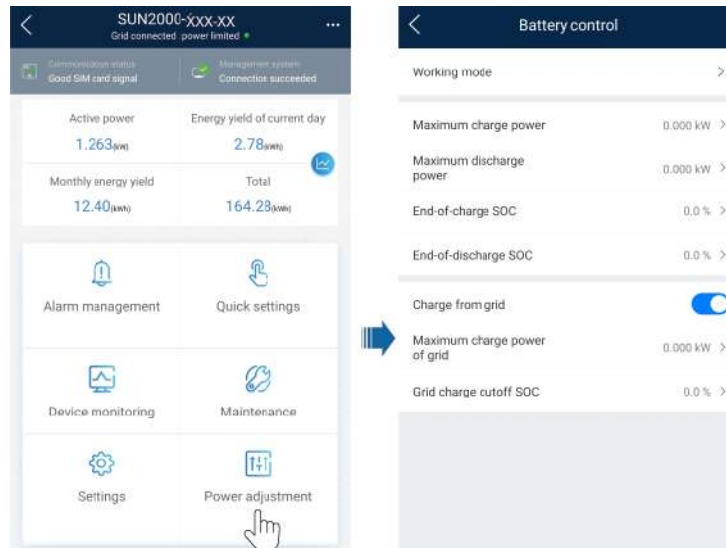 SUN2000-XXX-XX
Grid connected: power limited
Communication status
Good SIM card signal
Management system
Connection succeeded
Active power
1.263(kW)
Energy yield of current day
2.78(kWh)
Monthly energy yield
12.40(kWh)
Total
164.28(kWh)
Alarm management
Quick settings
Device monitoring
Maintenance
Settings
Power adjustment
Battery control
Working mode
Maximum charge power 0.000 kW
Maximum discharge
power 0.000 kW
End-of-charge SOC 0.0 %
End-of-discharge SOC 0.0 %
Charge from grid
Maximum charge power
of grid 0.000 kW
Grid charge cutoff SOC 0.0 %